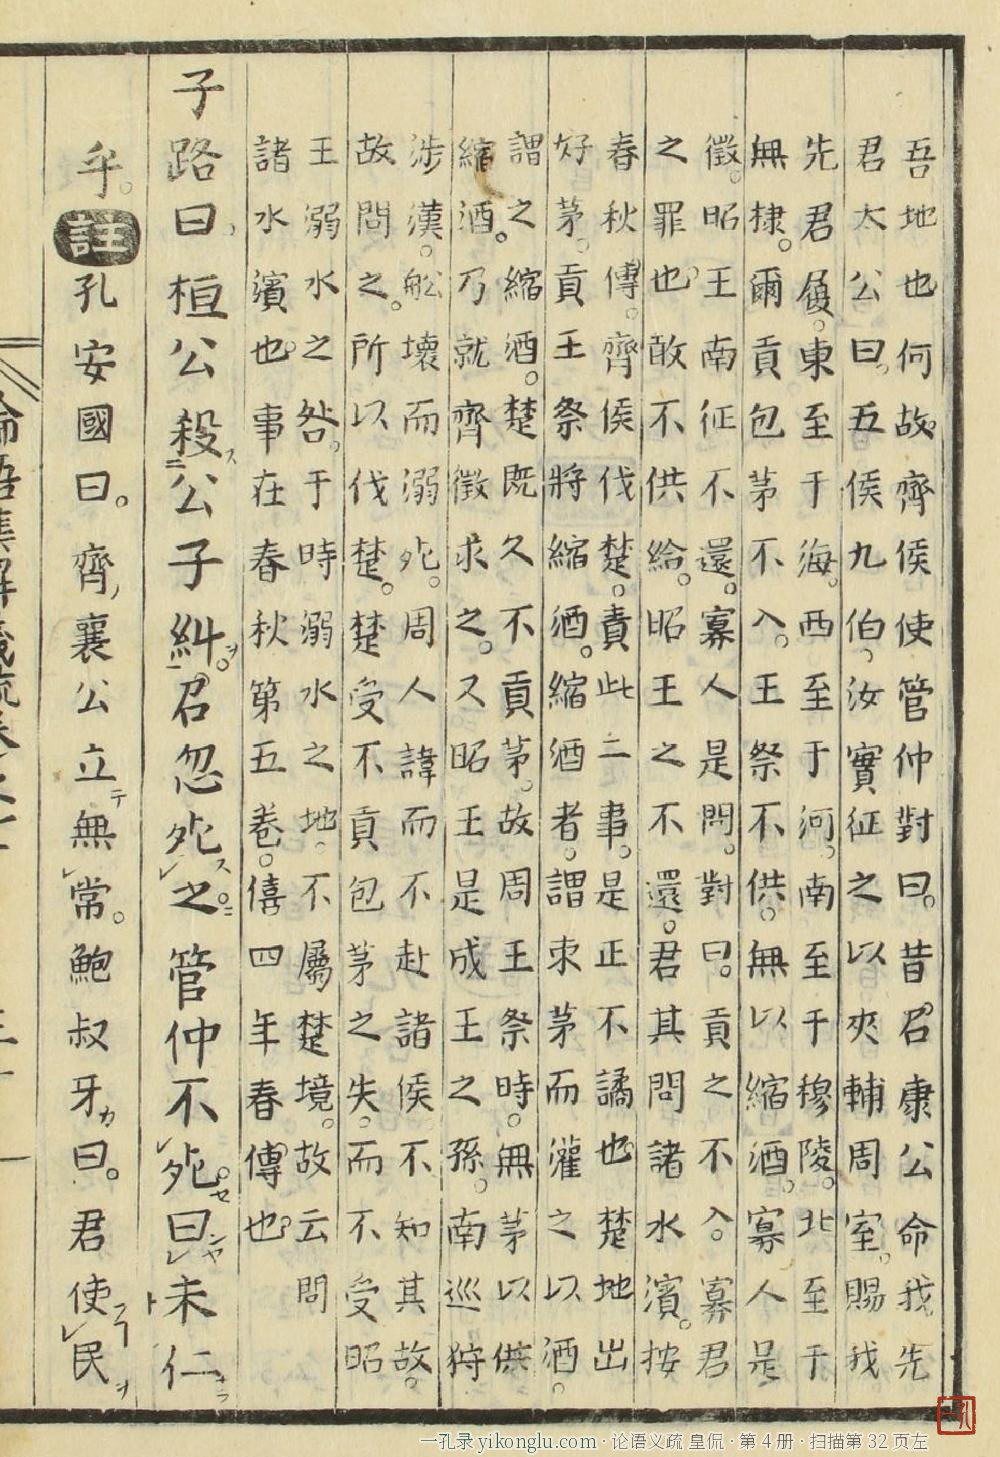 吾地也何故齊侯使管仲對曰。昔召康公命我先
君太公曰五侯九伯汝實征之以夾輔周室。賜我
先君履。東至于海。西至于河。南至于穆陵。北至于
無棣。爾貢包茅不入。王祭不供。無以縮酒。寡人是
徵。昭王南征不還。寡人是問。對曰。貢之不入。寡君
之罪也敢不供給。昭王之不還。君其問諸水濱。按
春秋傳。齊侯伐楚。責此二事。是正不譎也楚地出
好茅。貢王祭將縮酒。縮酒者。謂束茅而灌之以酒。
謂之縮酒。楚既久不貢茅。故周王祭時。無茅以供
縮酒。乃就齊徵求之。又昭王是成王之孫。南巡狩
涉漢。舩壞而溺死。周人諱而不赴諸侯不知其故。
故問之。所以伐楚。楚受不貢包茅之失。而不受昭
王溺水之咎。于時溺水之地。不屬楚境。故云問
諸水濱也。事在春秋第五卷。僖四年春傳也
子路曰桓公殺公子糾。召忽死之。管仲不死。曰未仁
乎。註孔安國曰。齊襄公立無常。鮑叔牙曰。君使民
一孔录 yikonglu.com · 论语义疏 皇侃 · 第 4 册 · 扫描第 32 页左